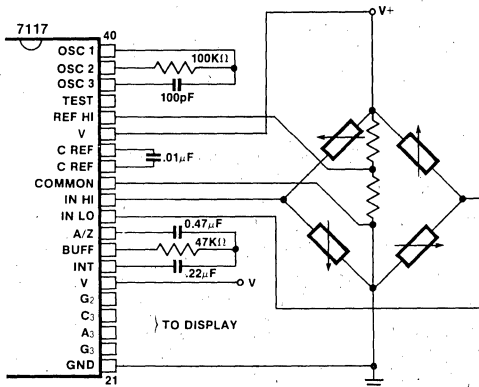 7117
40
OSC 1
OSC 2
OSC 3
TEST
REF HI
V
C REF
C REF
COMMON
IN HI
IN LO
A/Z
BUFF
INT
V
G2
C3
A3
G3
GND
21
100KΩ
100pF
.01μF
0.47μF
47KΩ
.22μF
V
} TO DISPLAY
V+